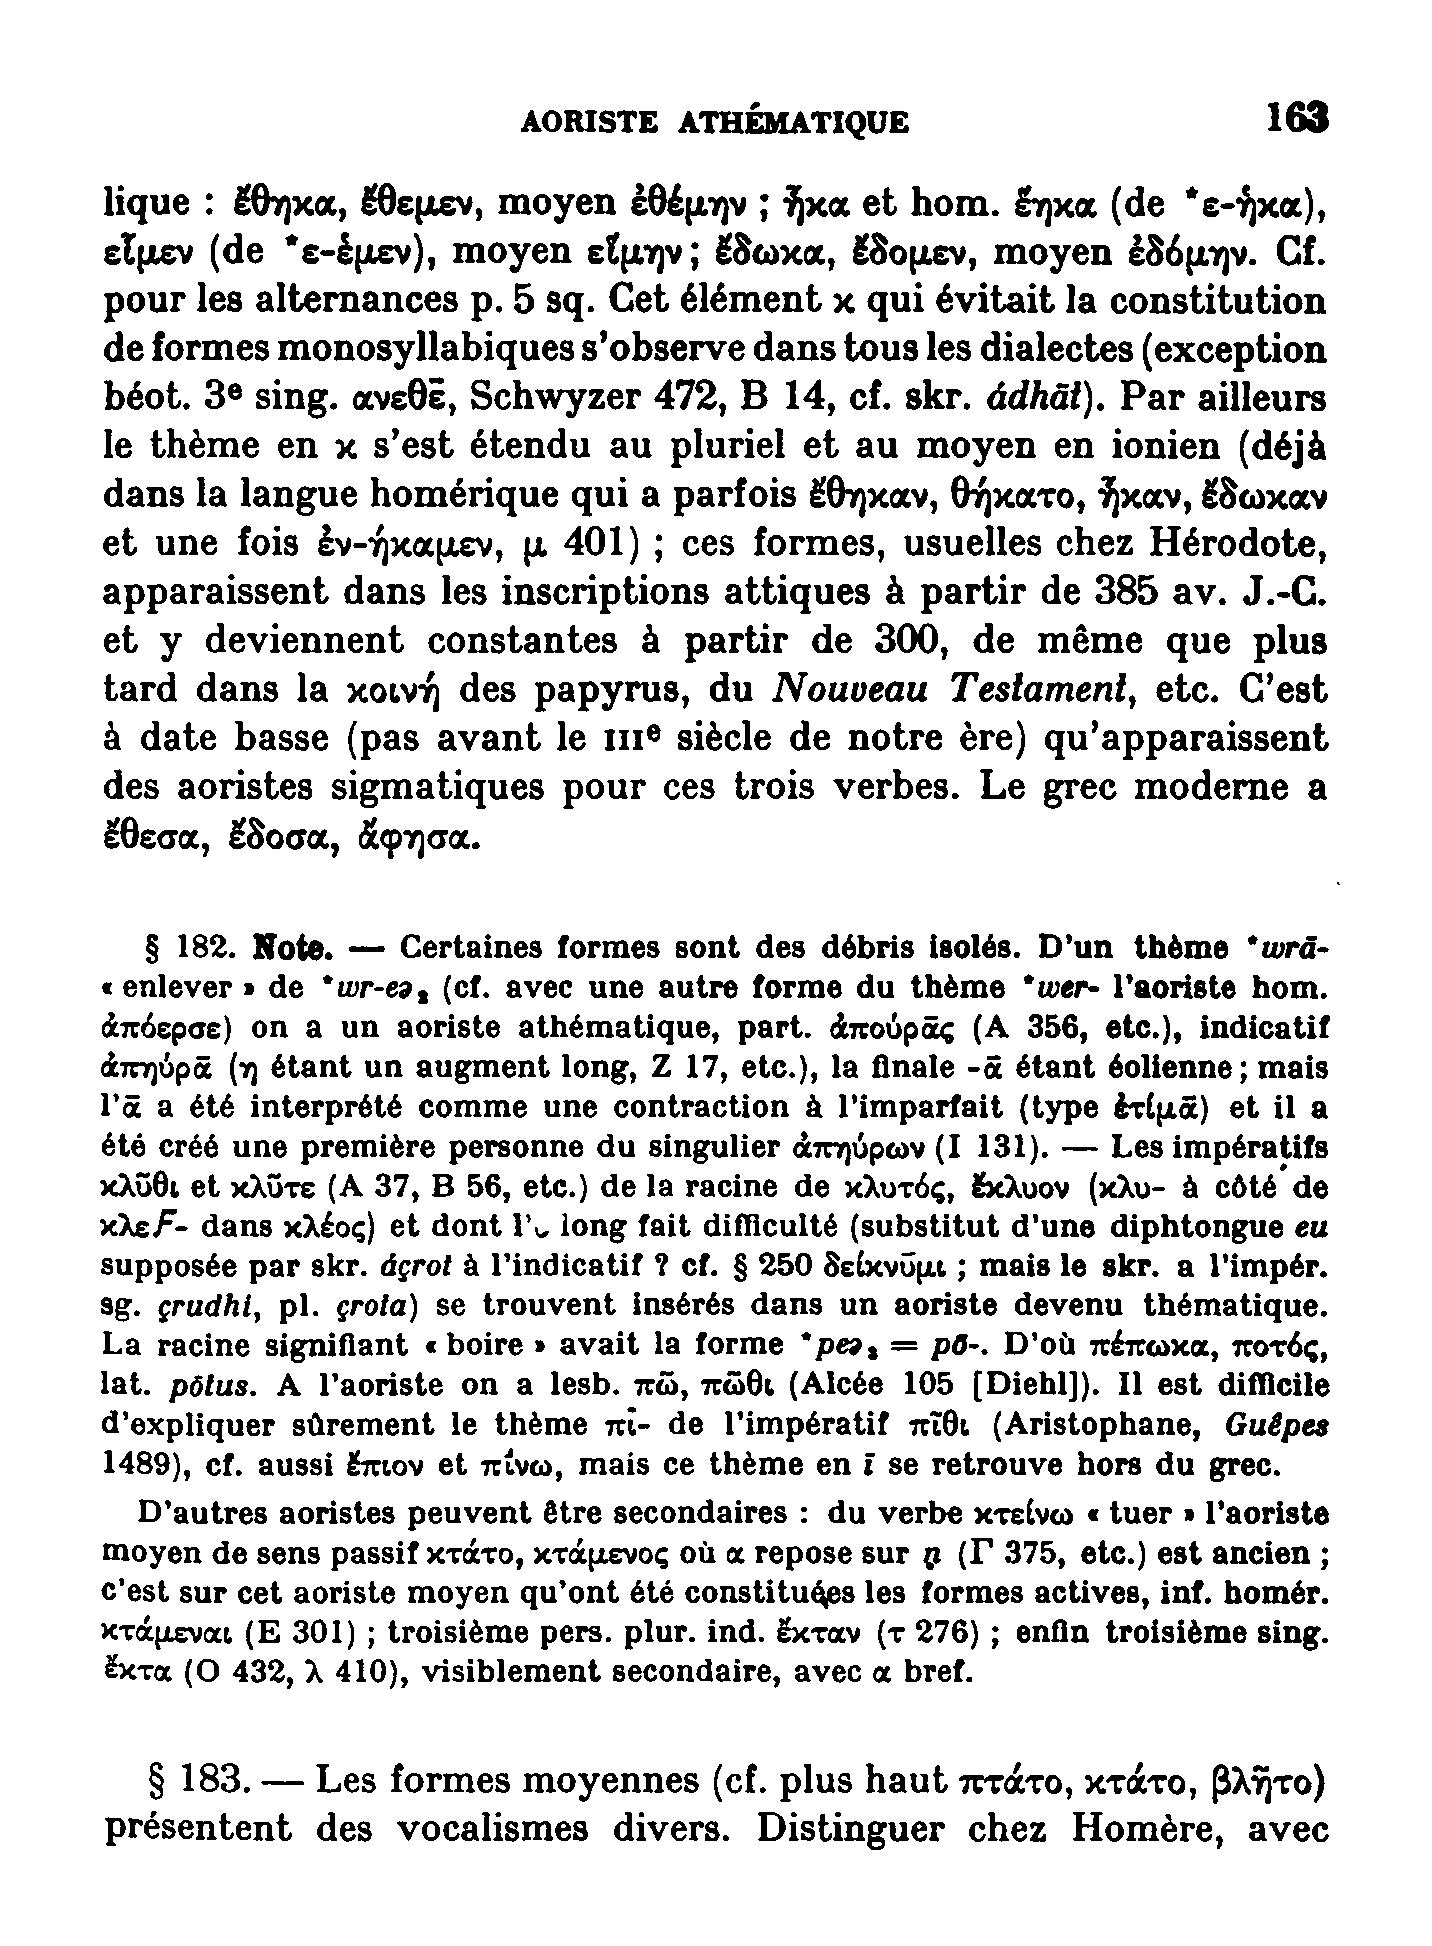 AORISTE ATHÉMATIQUE 163
lique : ἔθηκα, ἔθεμεν, moyen ἐθέμην ; ἧκα et hom. ἕηκα (de *ε-ἡκα),
εἷμεν (de *ε-ἑμεν), moyen εἵμην ; ἔδωκα, ἔδομεν, moyen ἐδόμην. Cf.
pour les alternances p. 5 sq. Cet élément κ qui évitait la constitution
de formes monosyllabiques s’observe dans tous les dialectes (exception
béot. 3e sing. ανεθε̄, Schwyzer 472, B 14, cf. skr. ádhāt). Par ailleurs
le thème en κ s’est étendu au pluriel et au moyen en ionien (déjà
dans la langue homérique qui a parfois ἔθηκαν, θήκατο, ἧκαν, ἔδωκαν
et une fois ἐν-ήκαμεν, μ 401) ; ces formes, usuelles chez Hérodote,
apparaissent dans les inscriptions attiques à partir de 385 av. J.-C.
et y deviennent constantes à partir de 300, de même que plus
tard dans la κοινή des papyrus, du Nouveau Testament, etc. C’est
à date basse (pas avant le IIIe siècle de notre ère) qu’apparaissent
des aoristes sigmatiques pour ces trois verbes. Le grec moderne a
ἔθεσα, ἔδοσα, ἄφησα.
§ 182. Note. — Certaines formes sont des débris isolés. D’un thème *wrā-
« enlever » de *wr-eə₂ (cf. avec une autre forme du thème *wer- l’aoriste hom.
ἀπόερσε) on a un aoriste athématique, part. ἀπούρᾱς (A 356, etc.), indicatif
ἀπηύρᾱ (η étant un augment long, Z 17, etc.), la finale -ᾱ étant éolienne ; mais
l’ᾱ a été interprété comme une contraction à l’imparfait (type ἐτίμᾱ) et il a
été créé une première personne du singulier ἀπηύρων (I 131). — Les impératifs
κλῦθι et κλῦτε (A 37, B 56, etc.) de la racine de κλυτός, ἔκλυον (κλυ- à côté de
κλεϜ- dans κλέος) et dont l’υ long fait difficulté (substitut d’une diphtongue eu
supposée par skr. áçrot à l’indicatif ? cf. § 250 δείκνῡμι ; mais le skr. a l’impér.
sg. çrudhi, pl. çrota) se trouvent insérés dans un aoriste devenu thématique.
La racine signifiant « boire » avait la forme *peə₃ = pō-. D’où πέπωκα, ποτός,
lat. pōtus. A l’aoriste on a lesb. πῶ, πῶθι (Alcée 105 [Diehl]). Il est difficile
d’expliquer sûrement le thème πῑ- de l’impératif πῖθι (Aristophane, Guêpes
1489), cf. aussi ἔπιον et πί̄νω, mais ce thème en ī se retrouve hors du grec.
D’autres aoristes peuvent être secondaires : du verbe κτείνω « tuer » l’aoriste
moyen de sens passif κτάτο, κτάμενος où α repose sur n̥ (Γ 375, etc.) est ancien ;
c’est sur cet aoriste moyen qu’ont été constituées les formes actives, inf. homér.
κτάμεναι (E 301) ; troisième pers. plur. ind. ἔκταν (τ 276) ; enfin troisième sing.
ἔκτα (O 432, λ 410), visiblement secondaire, avec α bref.
§ 183. — Les formes moyennes (cf. plus haut πτάτο, κτάτο, βλῆτο)
présentent des vocalismes divers. Distinguer chez Homère, avec